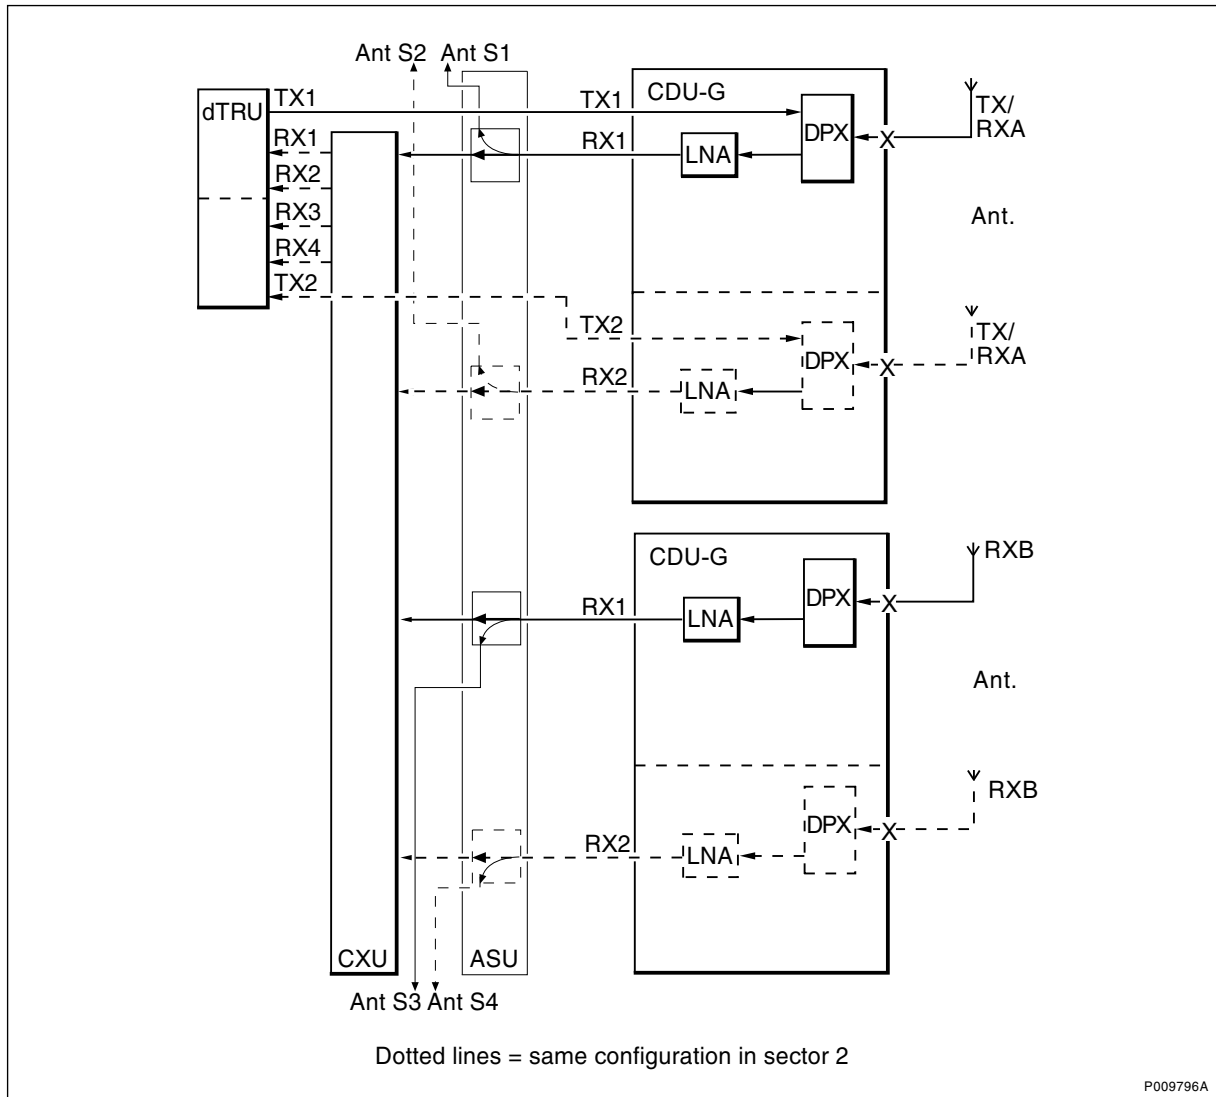 Ant S2 Ant S1
dTRU
TX1
RX1
RX2
RX3
RX4
TX2
TX1
RX1
CDU-G
LNA
DPX
X
TX/
RXA
Ant.
TX2
RX2
LNA
DPX
X
TX/
RXA
CDU-G
RX1
LNA
DPX
X
RXB
Ant.
RX2
LNA
DPX
X
RXB
CXU
ASU
Ant S3 Ant S4
Dotted lines = same configuration in sector 2
P009796A